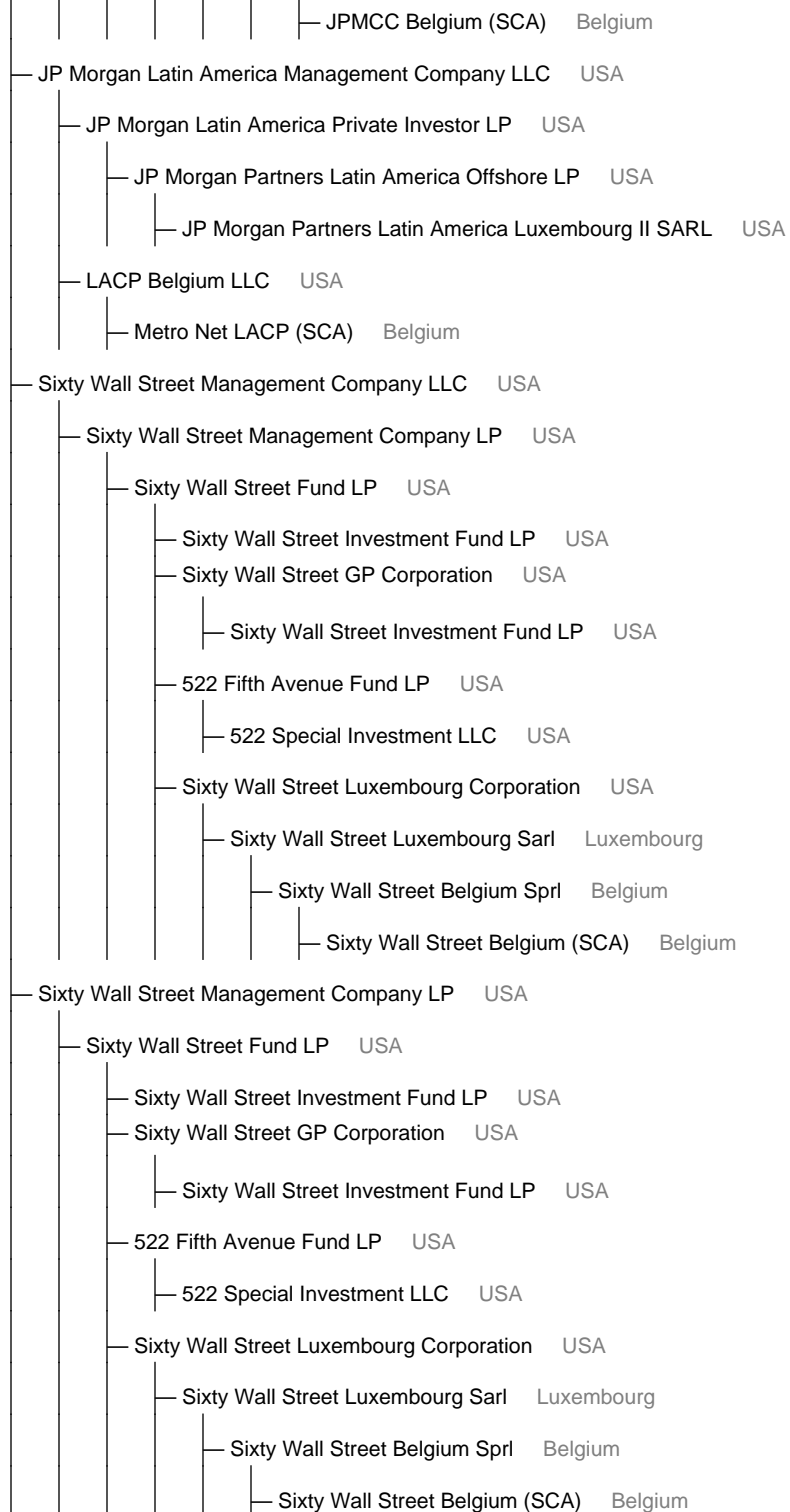 JPMCC Belgium (SCA) Belgium
JP Morgan Latin America Management Company LLC USA
JP Morgan Latin America Private Investor LP USA
JP Morgan Partners Latin America Offshore LP USA
JP Morgan Partners Latin America Luxembourg II SARL USA
LACP Belgium LLC USA
Metro Net LACP (SCA) Belgium
Sixty Wall Street Management Company LLC USA
Sixty Wall Street Management Company LP USA
Sixty Wall Street Fund LP USA
Sixty Wall Street Investment Fund LP USA
Sixty Wall Street GP Corporation USA
Sixty Wall Street Investment Fund LP USA
522 Fifth Avenue Fund LP USA
522 Special Investment LLC USA
Sixty Wall Street Luxembourg Corporation USA
Sixty Wall Street Luxembourg Sarl Luxembourg
Sixty Wall Street Belgium Sprl Belgium
Sixty Wall Street Belgium (SCA) Belgium
Sixty Wall Street Management Company LP USA
Sixty Wall Street Fund LP USA
Sixty Wall Street Investment Fund LP USA
Sixty Wall Street GP Corporation USA
Sixty Wall Street Investment Fund LP USA
522 Fifth Avenue Fund LP USA
522 Special Investment LLC USA
Sixty Wall Street Luxembourg Corporation USA
Sixty Wall Street Luxembourg Sarl Luxembourg
Sixty Wall Street Belgium Sprl Belgium
Sixty Wall Street Belgium (SCA) Belgium